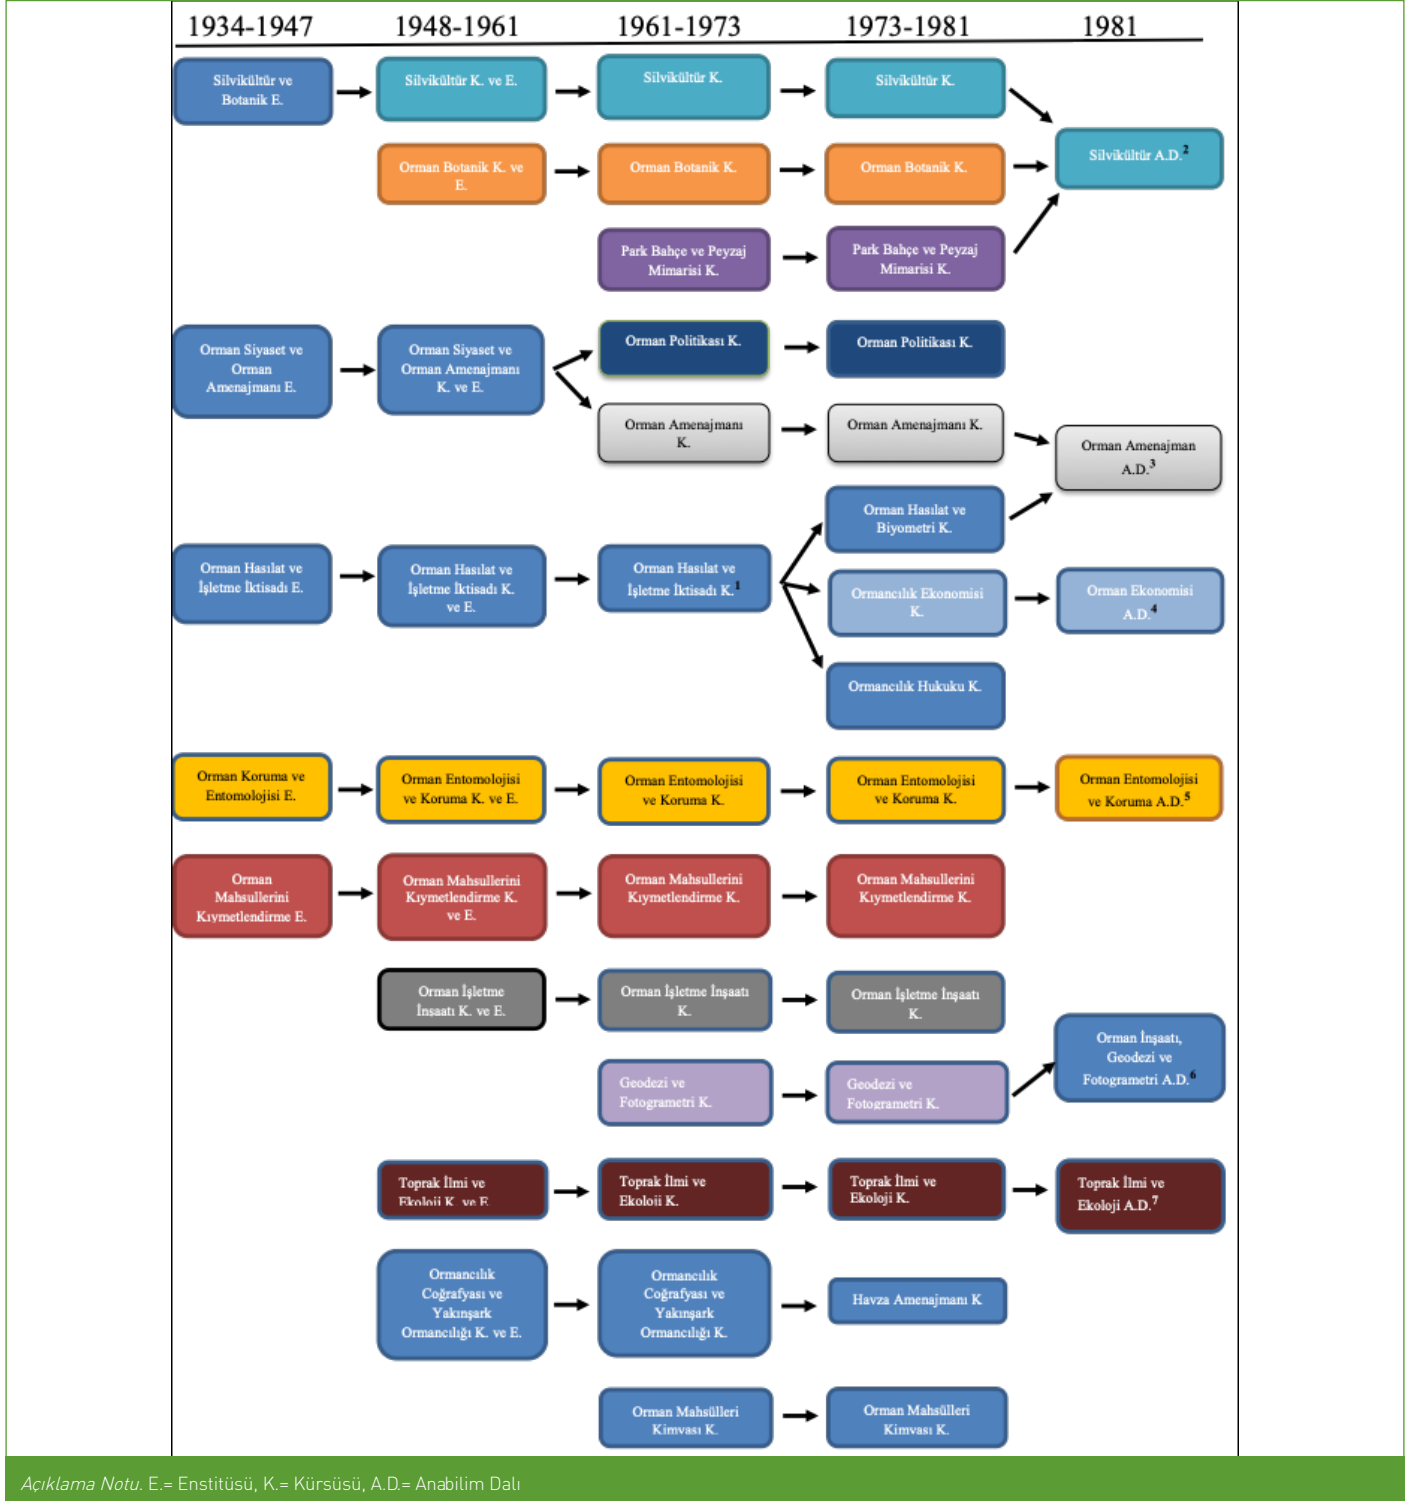 1934-1947 1948-1961 1961-1973 1973-1981 1981
Silvikültür ve
Botanik E.
Silvikültür K. ve E.
Silvikültür K.
Silvikültür K.
Silvikültür A.D.2
Orman Botanik K. ve
E.
Orman Botanik K.
Orman Botanik K.
Park Bahçe ve Peyzaj
Mimarisi K.
Park Bahçe ve Peyzaj
Mimarisi K.
Orman Siyaset ve
Orman
Amenajmanı E.
Orman Siyaset ve
Orman Amenajmanı
K. ve E.
Orman Politikası K.
Orman Politikası K.
Orman Amenajmanı
K.
Orman Amenajmanı K.
Orman Amenajman
A.D.3
Orman Hasılat ve
Biyometri K.
Orman Hasılat ve
İşletme İktisadı E.
Orman Hasılat ve
İşletme İktisadı K.
ve E.
Orman Hasılat ve
İşletme İktisadı K.1
Ormancılık Ekonomisi
K.
Orman Ekonomisi
A.D.4
Ormancılık Hukuku K.
Orman Koruma ve
Entomolojisi E.
Orman Entomolojisi
ve Koruma K. ve E.
Orman Entomolojisi
ve Koruma K.
Orman Entomolojisi
ve Koruma K.
Orman Entomolojisi
ve Koruma A.D.5
Orman
Mahsullerini
Kıymetlendirme E.
Orman Mahsullerini
Kıymetlendirme K.
ve E.
Orman Mahsullerini
Kıymetlendirme K.
Orman Mahsullerini
Kıymetlendirme K.
Orman İşletme
İnşaatı K. ve E.
Orman İşletme İnşaatı
K.
Orman İşletme İnşaatı
K.
Orman İnşaatı,
Geodezi ve
Fotogrametri A.D.6
Geodezi ve
Fotogrametri K.
Geodezi ve
Fotogrametri K.
Toprak İlmi ve
Ekoloji K. ve E.
Toprak İlmi ve
Ekoloji K.
Toprak İlmi ve
Ekoloji K.
Toprak İlmi ve
Ekoloji A.D.7
Ormancılık
Coğrafyası ve
Yakınşark
Ormancılığı K. ve E.
Ormancılık
Coğrafyası ve
Yakınşark
Ormancılığı K.
Havza Amenajmanı K
Orman Mahsülleri
Kimyası K.
Orman Mahsülleri
Kimyası K.
Açıklama Notu. E.= Enstitüsü, K.= Kürsüsü, A.D.= Anabilim Dalı